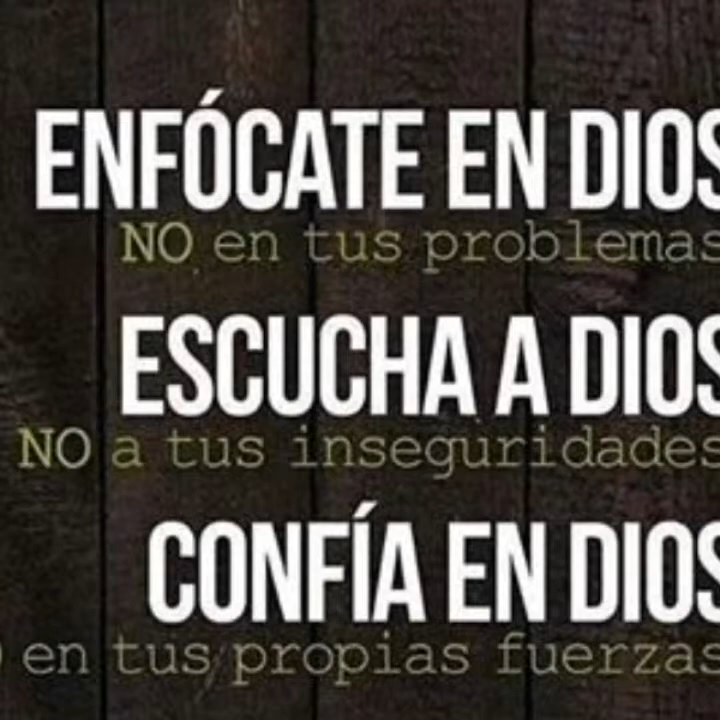 ENFÓCATE EN DIOS
NO en tus problemas
ESCUCHA A DIOS
NO a tus inseguridades
CONFÍA EN DIOS
en tus propias fuerzas